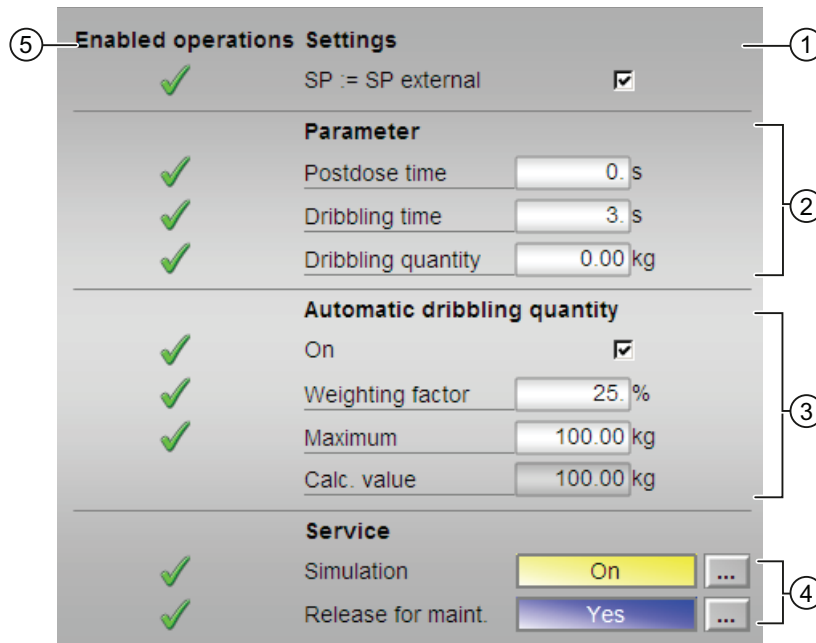 5 Enabled operations Settings 1
SP := SP external
Parameter
Postdose time 0. s
Dribbling time 3. s
2
Dribbling quantity 0.00 kg
Automatic dribbling quantity
On
Weighting factor 25. %
3
Maximum 100.00 kg
Calc. value 100.00 kg
Service
Simulation On ...
4
Release for maint. Yes ...